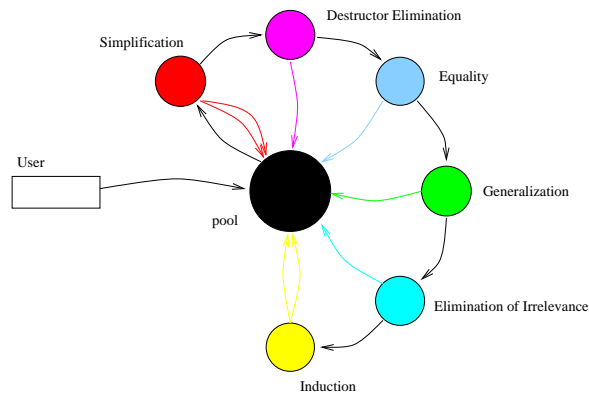 Destructor Elimination
Simplification
Equality
User
Generalization
pool
Elimination of Irrelevance
Induction